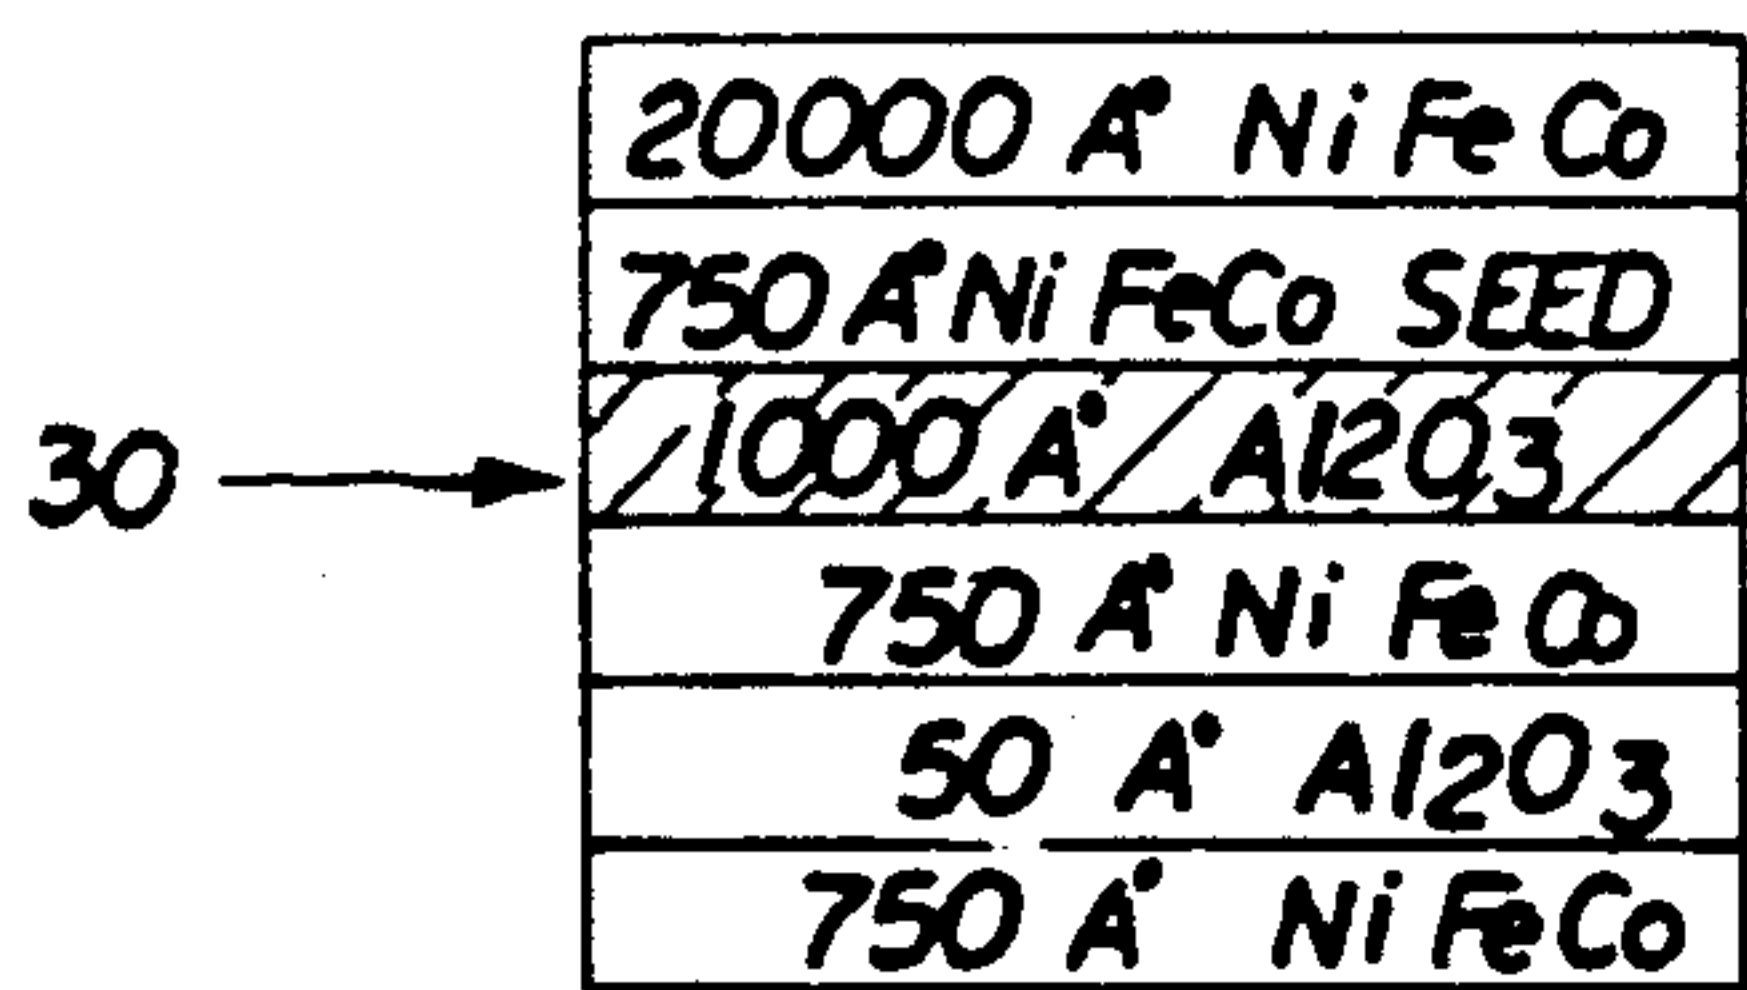 20000 Å NiFeCo
750 Å NiFeCo SEED
30
1000 Å Al2O3
750 Å NiFeCo
50 Å Al2O3
750 Å NiFeCo